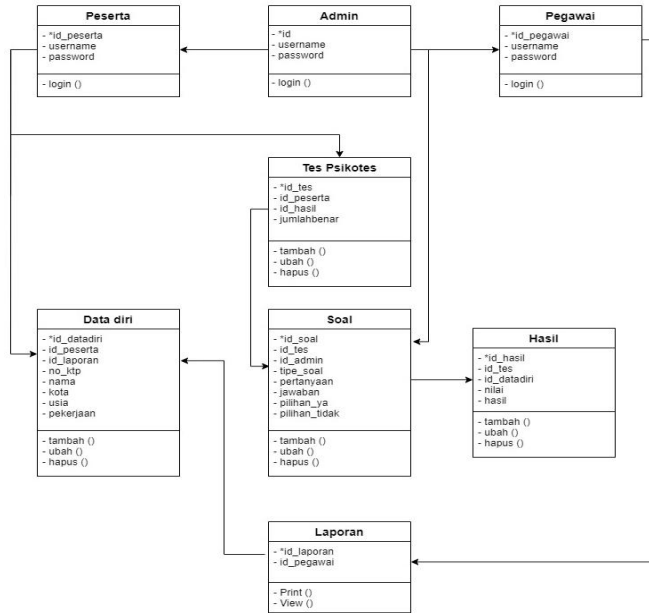 Peserta
- *id_peserta
- username
- password
- login ()
Admin
- *id
- username
- password
- login ()
Pegawai
- *id_pegawai
- username
- password
- login ()
Tes Psikotes
- *id_tes
- id_peserta
- id_hasil
- jumlahbenar
- tambah ()
- ubah ()
- hapus ()
Data diri
- *id_datadiri
- id_peserta
- id_laporan
- no_ktp
- nama
- kota
- usia
- pekerjaan
- tambah ()
- ubah ()
- hapus ()
Soal
- *id_soal
- id_tes
- id_admin
- tipe_soal
- pertanyaan
- jawaban
- pilihan_ya
- pilihan_tidak
- tambah ()
- ubah ()
- hapus ()
Hasil
- *id_hasil
- id_tes
- id_datadiri
- nilai
- hasil
- tambah ()
- ubah ()
- hapus ()
Laporan
- *id_laporan
- id_pegawai
- Print ()
- View ()